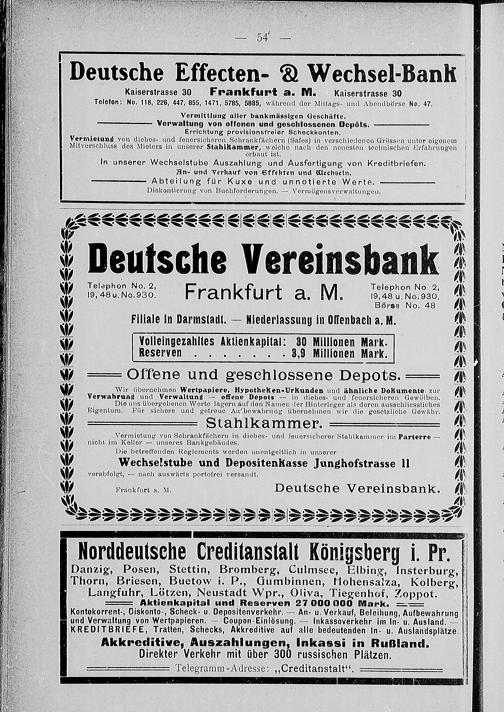 — 54 —
Deutsche Effecten- & Wechsel-Bank
Kaiserstrasse 30 Frankfurt a. M. Kaiserstrasse 30
Telefon: No. 118, 226, 447, 855, 1471, 5785, 5885, während der Mittags- und Abendbörse No. 47.
Vermittlung aller bankmässigen Geschäfte.
Verwaltung von offenen und geschlossenen Depôts.
Errichtung provisionsfreier Scheckkonten.
Vermietung von diebes- und feuersicheren Schrankfächern (Safes) in verschiedenen Grössen unter eigenem
Mitverschluss des Mieters in unserer Stahlkammer, welche nach den neuesten technischen Erfahrungen
erbaut ist.
In unserer Wechselstube Auszahlung und Ausfertigung von Kreditbriefen.
An- und Verkauf von Effekten und Wechseln.
Abteilung für Kuxe und unnotierte Werte.
Diskontierung von Buchforderungen. — Vermögensverwaltungen.
Deutsche Vereinsbank
Telephon No. 2, 19, 48 u. No. 930.
Frankfurt a. M.
Telephon No. 2, 19, 48 u. No. 930. Börse No. 48
Filiale in Darmstadt. — Niederlassung in Offenbach a. M.
Volleingezahltes Aktienkapital: 30 Millionen Mark.
Reserven . . . . . . . 3,9 Millionen Mark.
Offene und geschlossene Depots.
Wir übernehmen Wertpapiere, Hypotheken-Urkunden und ähnliche Dokumente zur
Verwahrung und Verwaltung — offene Depots — in diebes- und feuersicheren Gewölben.
Die uns übergebenen Werte lagern auf den Namen der Hinterleger als deren ausschliessliches
Eigentum. Für sichere und getreue Aufbewahrung übernehmen wir die gesetzliche Gewähr.
Stahlkammer.
Vermietung von Schrankfächern in diebes- und feuersicherer Stahlkammer im Parterre —
nicht im Keller — unseres Bankgebäudes.
Die betreffenden Reglements werden unentgeltlich in unserer
Wechselstube und Depositenkasse Junghofstrasse 11
verabfolgt, — nach auswärts portofrei versandt.
Frankfurt a. M. Deutsche Vereinsbank.
Norddeutsche Creditanstalt Königsberg i. Pr.
Danzig, Posen, Stettin, Bromberg, Culmsee, Elbing, Insterburg,
Thorn, Briesen, Buetow i. P., Gumbinnen, Hohensalza, Kolberg,
Langfuhr, Lötzen, Neustadt Wpr., Oliva, Tiegenhof, Zoppot.
Aktienkapital und Reserven 27 000 000 Mark.
Kontokorrent-, Diskont-, Scheck- u. Depositenverkehr. — An- u. Verkauf, Beleihung, Aufbewahrung
und Verwaltung von Wertpapieren. — Coupon-Einlösung. — Inkassoverkehr im In- u. Ausland. —
KREDITBRIEFE, Tratten, Schecks, Akkreditive auf alle bedeutenden In- u. Auslandsplätze.
Akkreditive, Auszahlungen, Inkassi in Rußland.
Direkter Verkehr mit über 300 russischen Plätzen.
Telegramm-Adresse: „Creditanstalt“.